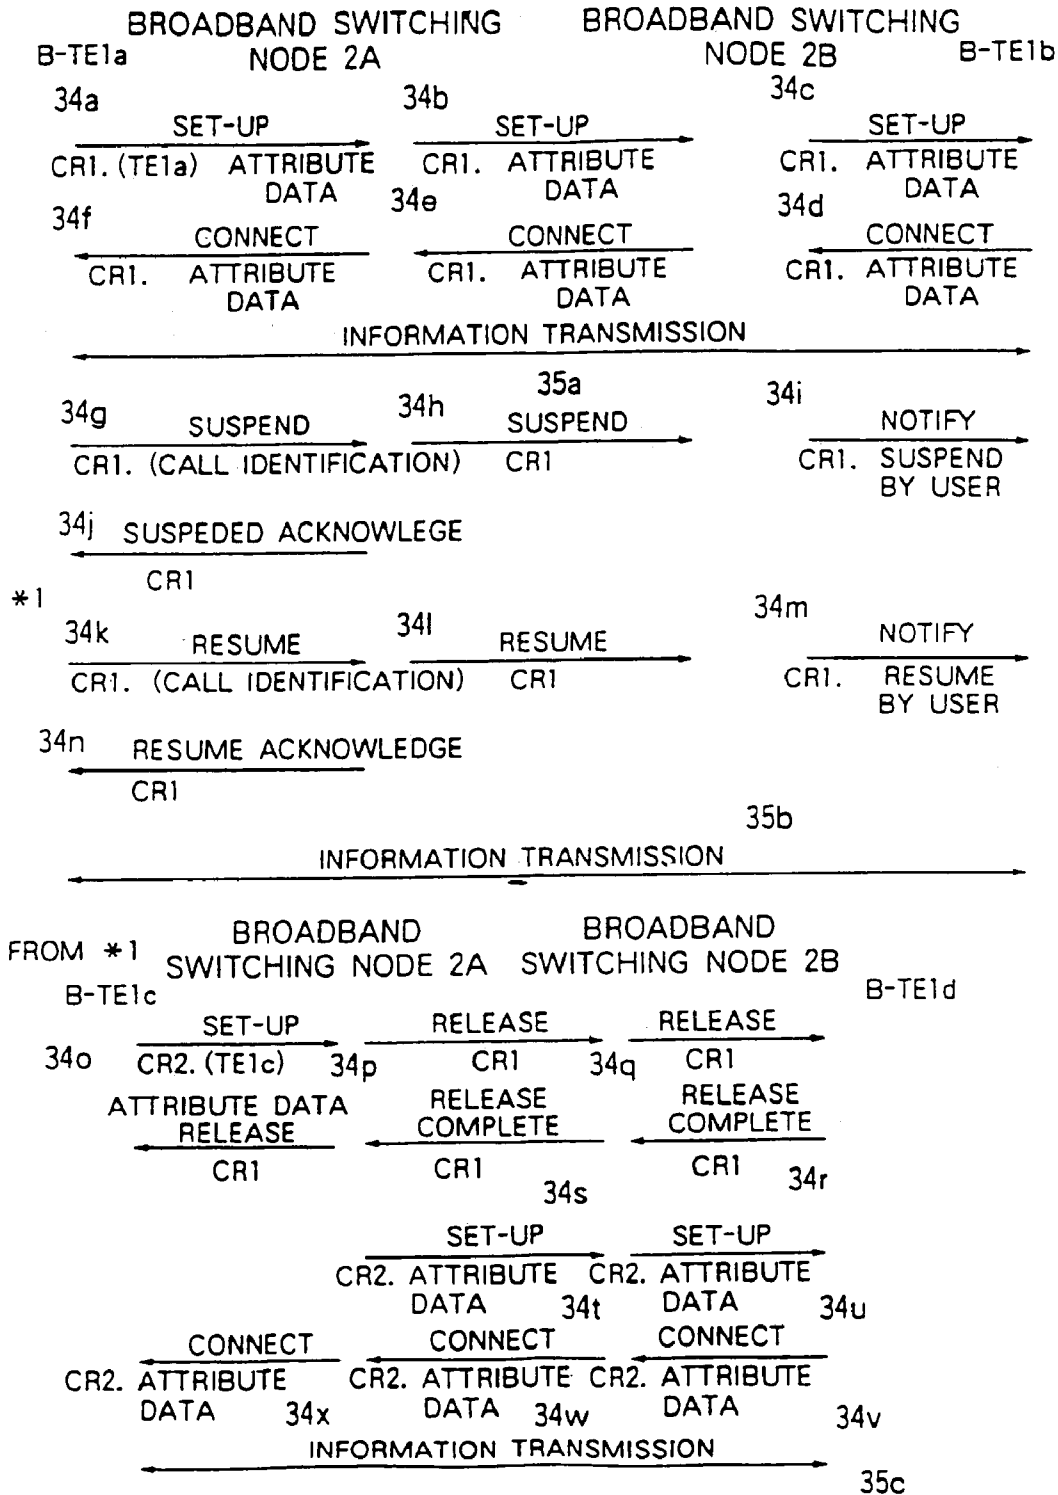 BROADBAND SWITCHING NODE 2A
BROADBAND SWITCHING NODE 2B
B-TE1a
B-TE1b
34a
34b
34c
SET-UP
SET-UP
SET-UP
CR1. (TE1a) ATTRIBUTE DATA
CR1. ATTRIBUTE DATA
CR1. ATTRIBUTE DATA
34f
34e
34d
CONNECT
CONNECT
CONNECT
CR1. ATTRIBUTE DATA
CR1. ATTRIBUTE DATA
CR1. ATTRIBUTE DATA
INFORMATION TRANSMISSION
35a
34g
34h
34i
SUSPEND
SUSPEND
NOTIFY
CR1. (CALL IDENTIFICATION)
CR1
CR1. SUSPEND BY USER
34j
SUSPEDED ACKNOWLEGE
CR1
*1
34k
34l
34m
RESUME
RESUME
NOTIFY
CR1. (CALL IDENTIFICATION)
CR1
CR1. RESUME BY USER
34n
RESUME ACKNOWLEDGE
CR1
35b
INFORMATION TRANSMISSION
FROM *1
BROADBAND SWITCHING NODE 2A
BROADBAND SWITCHING NODE 2B
B-TE1c
B-TE1d
SET-UP
RELEASE
RELEASE
34o
CR2. (TE1c)
34p
CR1
34q
CR1
ATTRIBUTE DATA
RELEASE
RELEASE COMPLETE
RELEASE COMPLETE
CR1
CR1
CR1
34s
34r
SET-UP
SET-UP
CR2. ATTRIBUTE DATA
CR2. ATTRIBUTE DATA
34t
34u
CONNECT
CONNECT
CONNECT
CR2. ATTRIBUTE DATA
CR2. ATTRIBUTE DATA
CR2. ATTRIBUTE DATA
34x
34w
34v
INFORMATION TRANSMISSION
35c